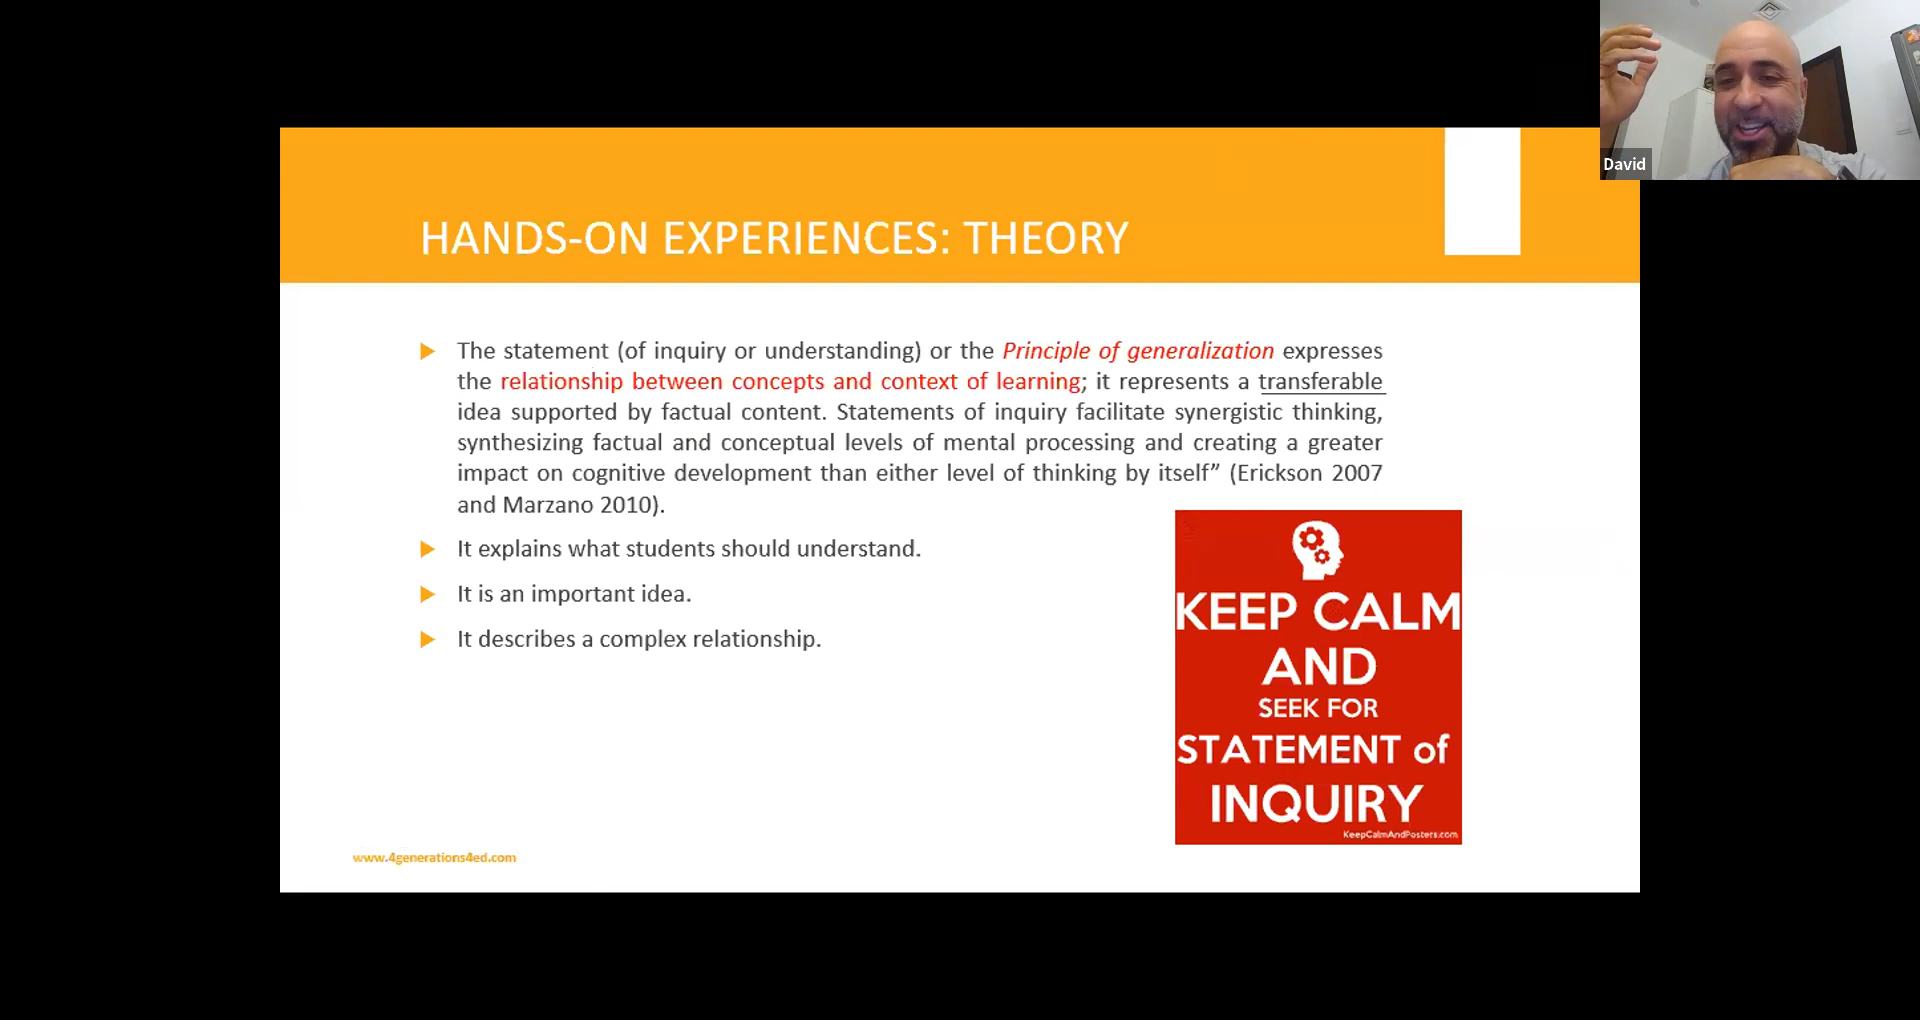 David
HANDS-ON EXPERIENCES: THEORY
The statement (of inquiry or understanding) or the Principle of generalization expresses
the relationship between concepts and context of learning; it represents a transferable
idea supported by factual content. Statements of inquiry facilitate synergistic thinking,
synthesizing factual and conceptual levels of mental processing and creating a greater
impact on cognitive development than either level of thinking by itself” (Erickson 2007
and Marzano 2010).
It explains what students should understand.
It is an important idea.
It describes a complex relationship.
KEEP CALM
AND
SEEK FOR
STATEMENT of
INQUIRY
KeepCalmAndPosters.com
www.4generations4ed.com